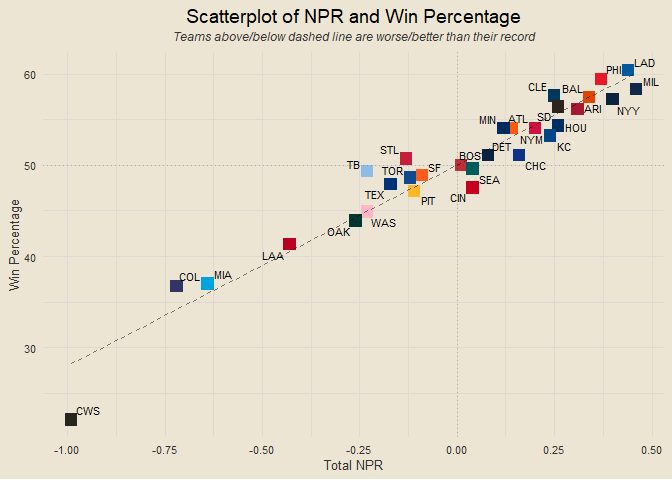 Scatterplot of NPR and Win Percentage
Teams above/below dashed line are worse/better than their record
Win Percentage
60
50
40
30
PHI
LAD
MIL
CLE
BAL
ARI
NYY
MIN
ATL
SD
HOU
NYM
KC
STL
BOS
DET
CHC
TB
TOR
SF
SEA
TEX
PIT
CIN
WAS
OAK
LAA
COL
MIA
CWS
-1.00
-0.75
-0.50
-0.25
0.00
0.25
0.50
Total NPR